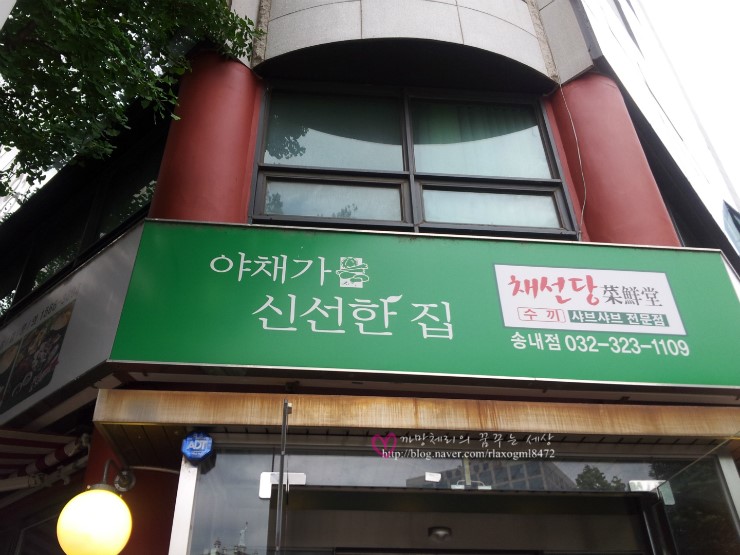 야채가
신선한 집
채선당 菜鮮堂
수끼 샤브샤브 전문점
송내점 032-323-1109
ADT
까망체리의 꿈꾸는 세상
http://blog.naver.com/rlaxogml8472